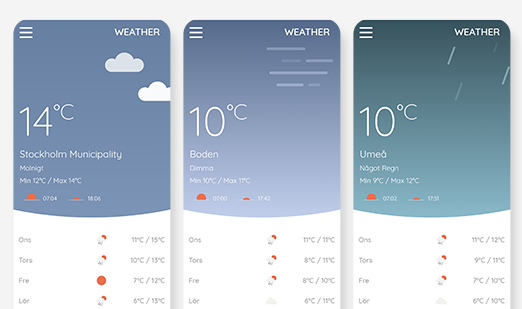 WEATHER
14°C
Stockholm Municipality
Molnigt
Min 12°C / Max 14°C
07:04 18:06
Ons 11°C / 15°C
Tors 10°C / 13°C
Fre 7°C / 12°C
Lör 6°C / 13°C
WEATHER
10°C
Boden
Dimma
Min 10°C / Max 11°C
07:00 17:42
Ons 11°C / 11°C
Tors 8°C / 11°C
Fre 8°C / 10°C
Lör 6°C / 11°C
WEATHER
10°C
Umeå
Något Regn
Min 9°C / Max 12°C
07:02 17:51
Ons 11°C / 12°C
Tors 9°C / 11°C
Fre 7°C / 10°C
Lör 6°C / 10°C